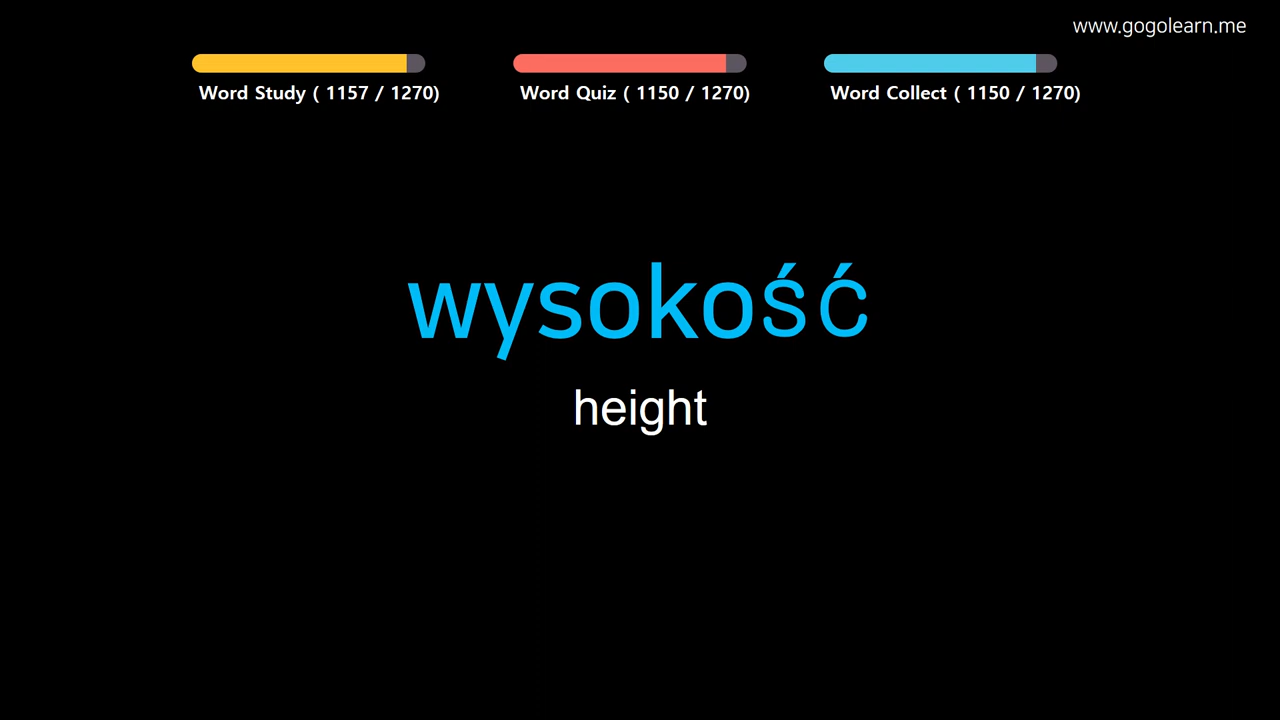 www.gogolearn.me
Word Study ( 1157 / 1270)
Word Quiz ( 1150 / 1270)
Word Collect ( 1150 / 1270)
wysokość
height